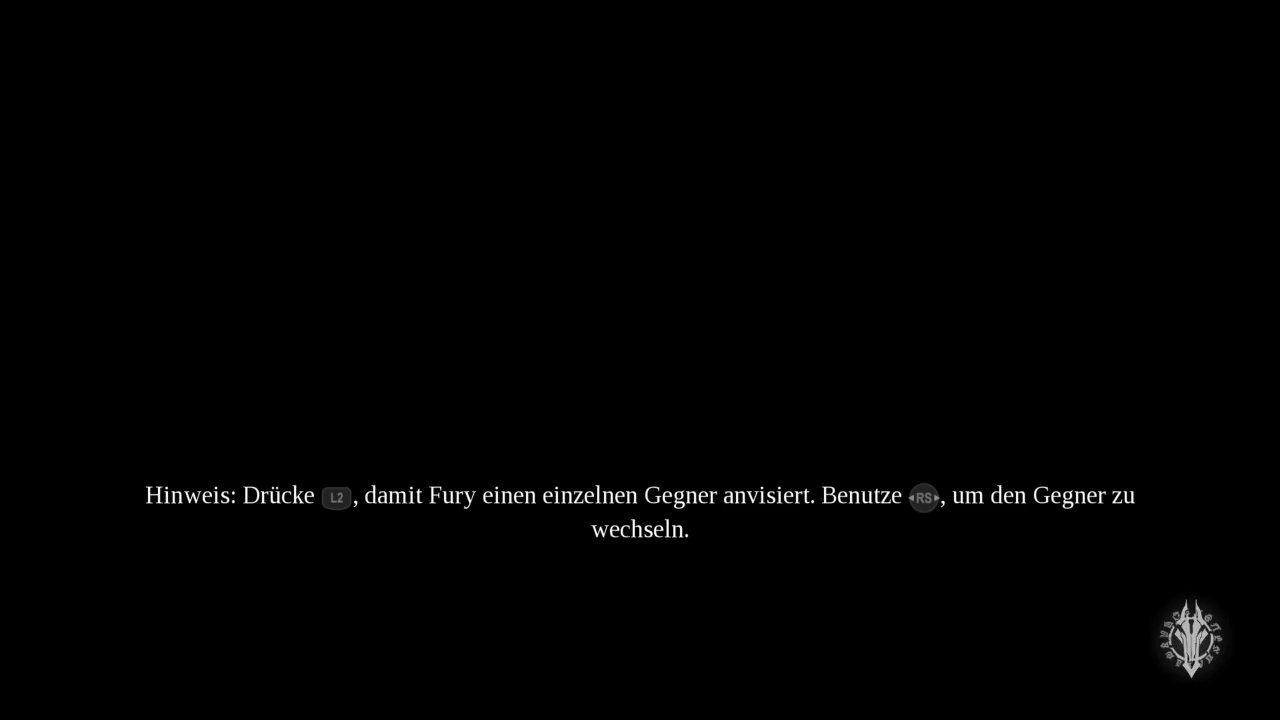 Hinweis: Drücke L2, damit Fury einen einzelnen Gegner anvisiert. Benutze RS, um den Gegner zu
wechseln.